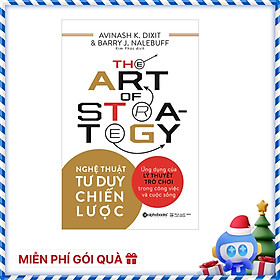 AVINASH K. DIXIT
& BARRY J. NALEBUFF
Kim Phúc dịch
THE
ART
OF
STRA-
TEGY
NGHỆ THUẬT
TƯ DUY
CHIẾN
LƯỢC
Ứng dụng của
LÝ THUYẾT
TRÒ CHƠI
trong công việc
và cuộc sống
alphabooks
MIỄN PHÍ GÓI QUÀ